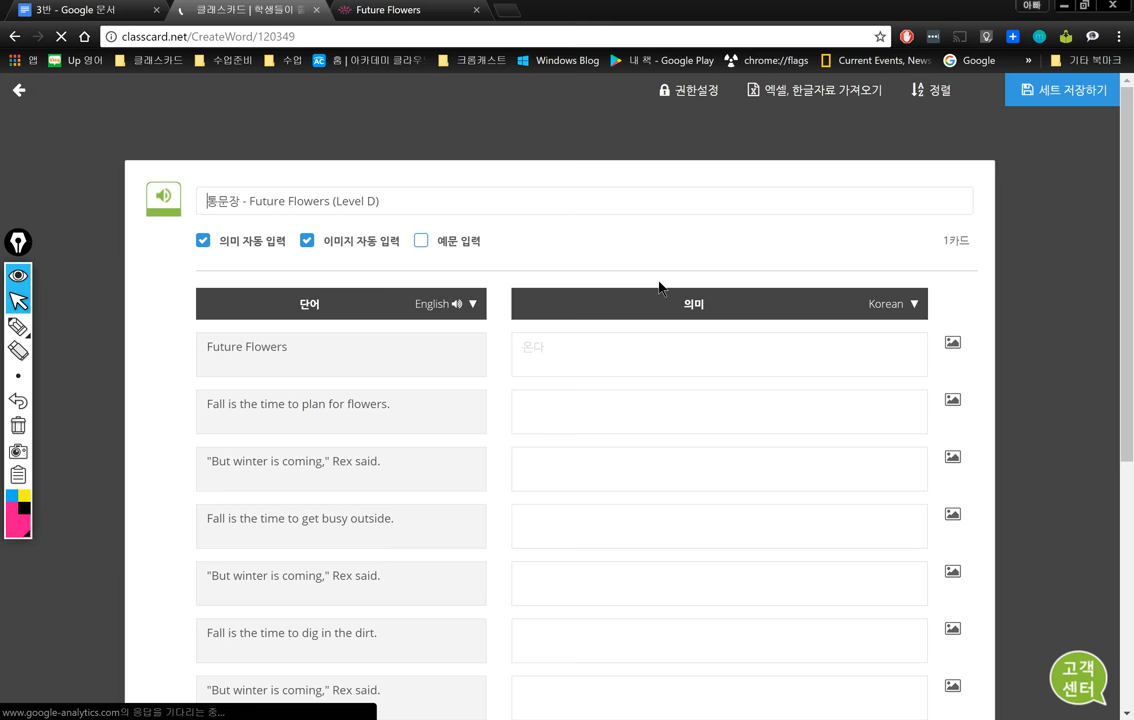 3반 - Google 문서
클래스카드 | 학생들이
Future Flowers
아빠
classcard.net/CreateWord/120349
앱
Up 영어
클래스카드
수업준비
수업
홈 | 아카데미 클라우
크롬캐스트
Windows Blog
내 책 - Google Play
chrome://flags
Current Events, News
Google
»
기타 북마크
권한설정
엑셀, 한글자료 가져오기
정렬
세트 저장하기
통문장 - Future Flowers (Level D)
의미 자동 입력
이미지 자동 입력
예문 입력
1카드
단어
English
의미
Korean
Future Flowers
온다
Fall is the time to plan for flowers.
"But winter is coming," Rex said.
Fall is the time to get busy outside.
"But winter is coming," Rex said.
Fall is the time to dig in the dirt.
"But winter is coming," Rex said.
고객
센터
www.google-analytics.com의 응답을 기다리는 중...